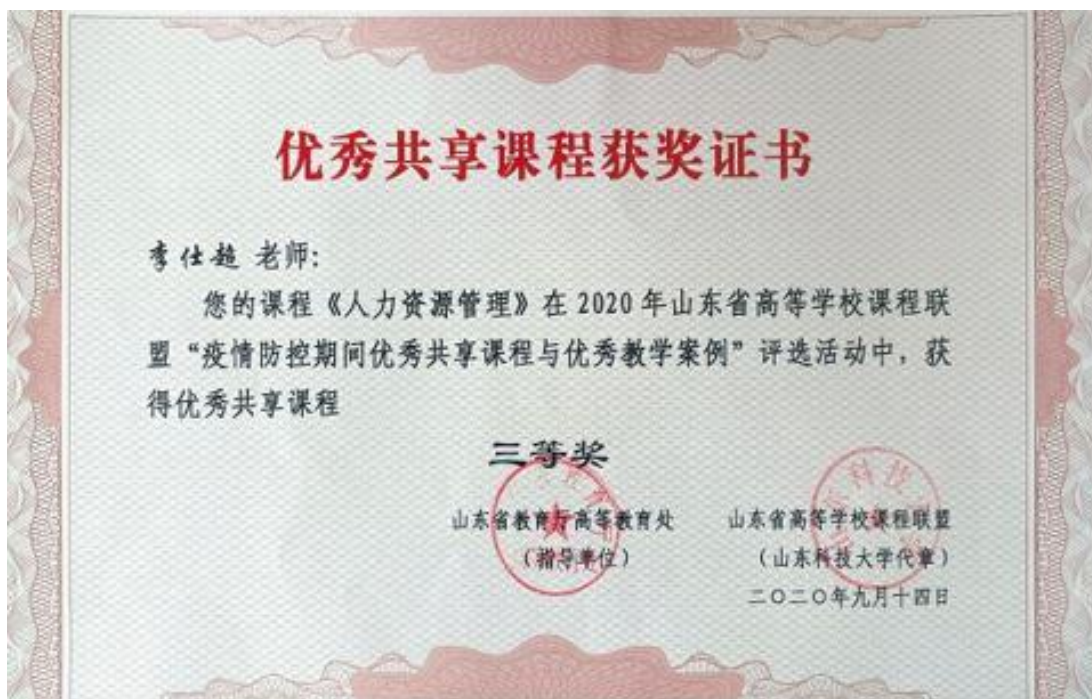 优秀共享课程获奖证书
李仕超 老师：
您的课程《人力资源管理》在 2020 年山东省高等学校课程联
盟“疫情防控期间优秀共享课程与优秀教学案例”评选活动中，获
得优秀共享课程
三等奖
山东省教育厅高等教育处 山东省高等学校课程联盟
（指导单位） （山东科技大学代章）
二〇二〇年九月十四日